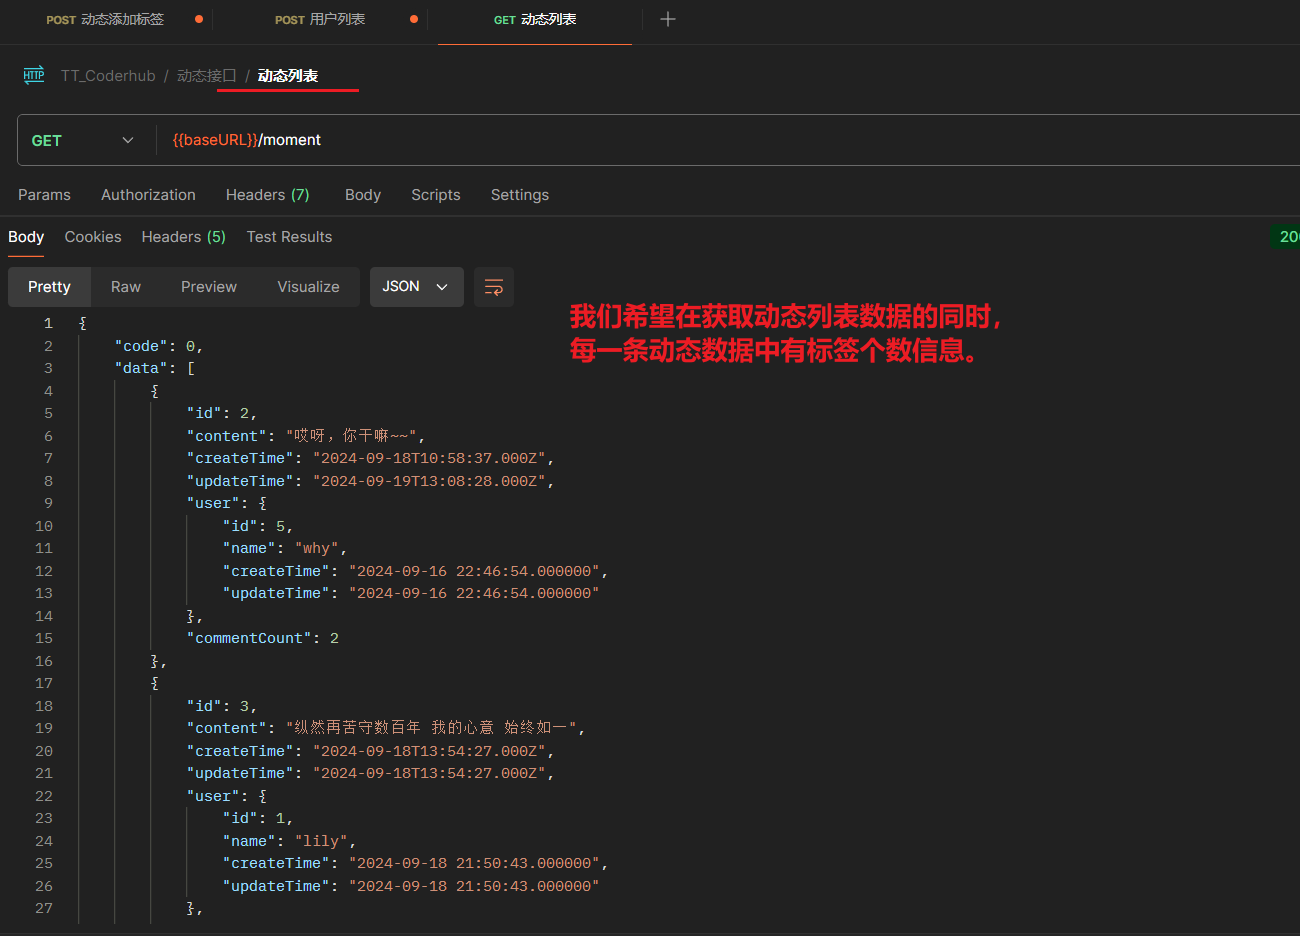 POST 动态添加标签 POST 用户列表 GET 动态列表
HTTP TT_Coderhub / 动态接口 / 动态列表
GET {{baseURL}}/moment
Params Authorization Headers (7) Body Scripts Settings
Body Cookies Headers (5) Test Results
Pretty Raw Preview Visualize JSON
我们希望在获取动态列表数据的同时，
每一条动态数据中有标签个数信息。
1 {
2 "code": 0,
3 "data": [
4 {
5 "id": 2,
6 "content": "哎呀，你干嘛~~",
7 "createTime": "2024-09-18T10:58:37.000Z",
8 "updateTime": "2024-09-19T13:08:28.000Z",
9 "user": {
10 "id": 5,
11 "name": "why",
12 "createTime": "2024-09-16 22:46:54.000000",
13 "updateTime": "2024-09-16 22:46:54.000000"
14 },
15 "commentCount": 2
16 },
17 {
18 "id": 3,
19 "content": "纵然再苦守数百年 我的心意 始终如一",
20 "createTime": "2024-09-18T13:54:27.000Z",
21 "updateTime": "2024-09-18T13:54:27.000Z",
22 "user": {
23 "id": 1,
24 "name": "lily",
25 "createTime": "2024-09-18 21:50:43.000000",
26 "updateTime": "2024-09-18 21:50:43.000000"
27 },